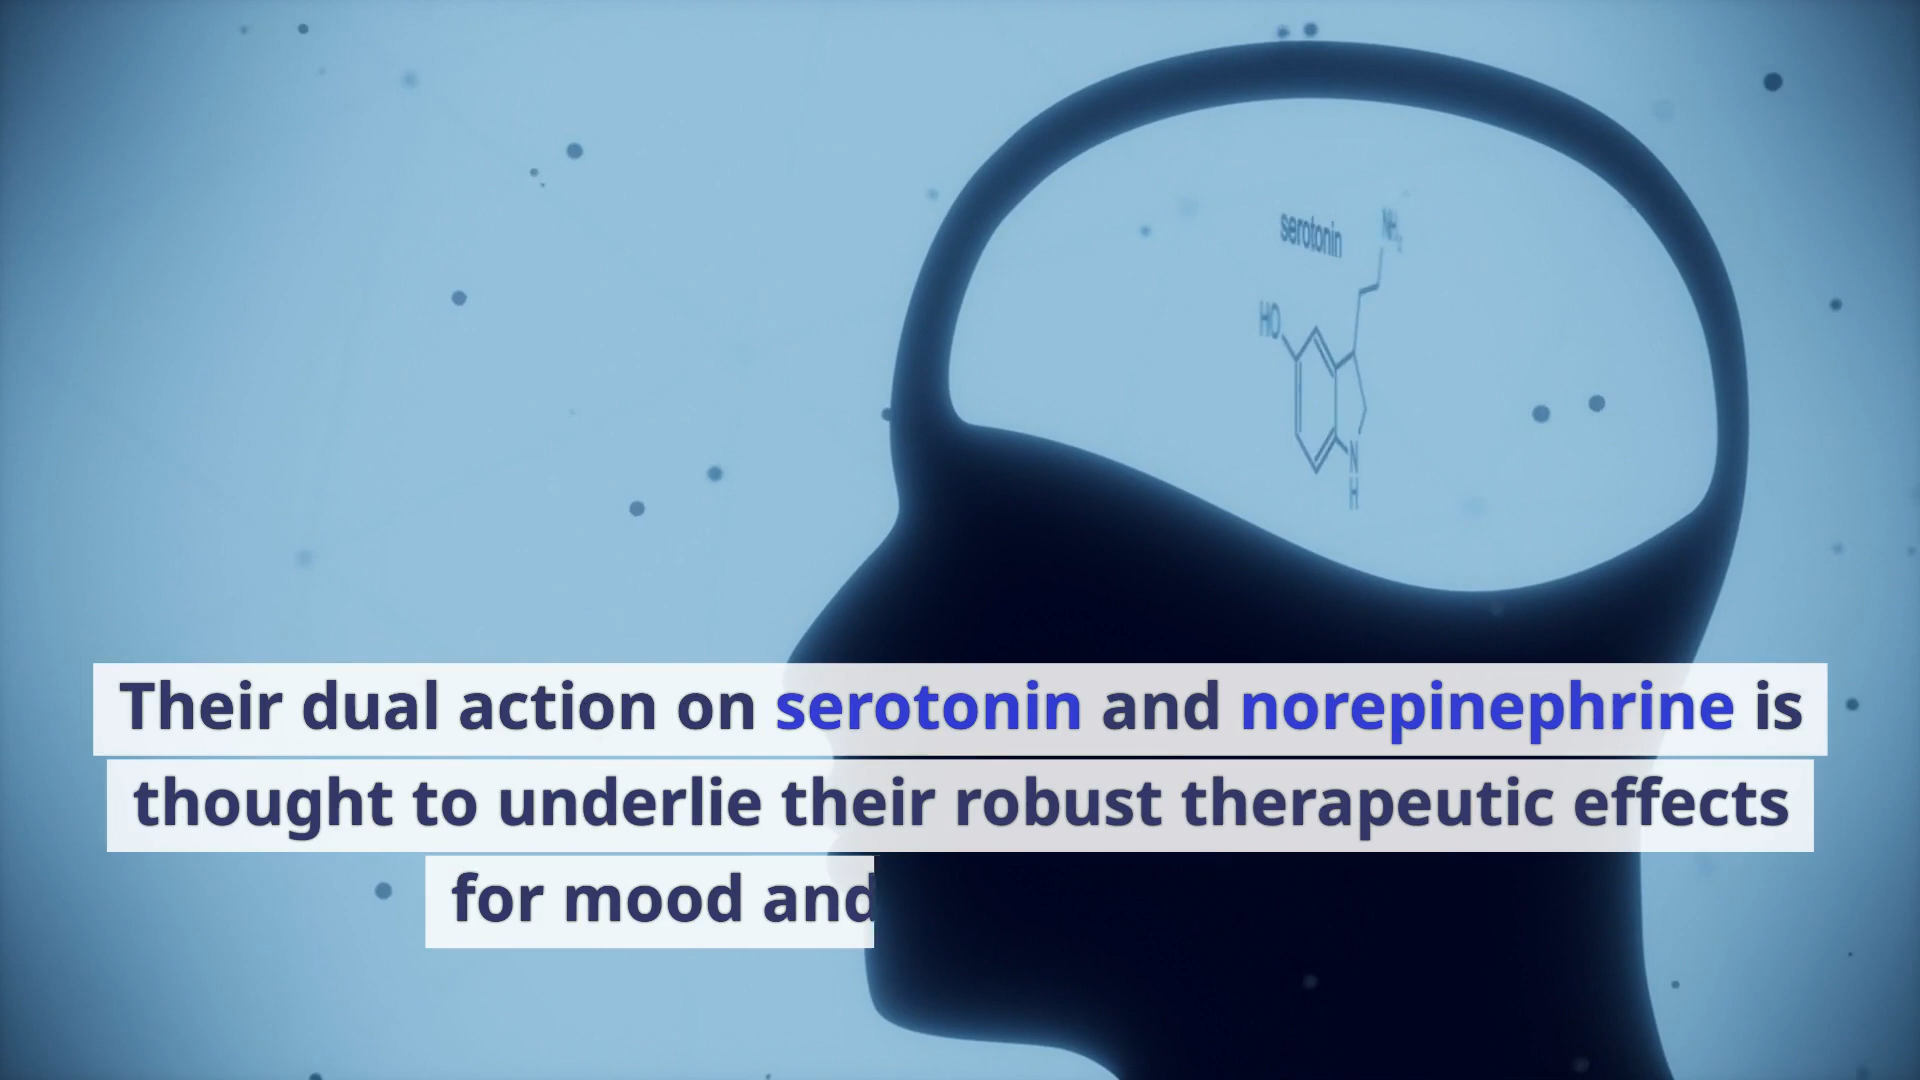 serotonin
NH2
HO
N
H
Their dual action on serotonin and norepinephrine is
thought to underlie their robust therapeutic effects
for mood and